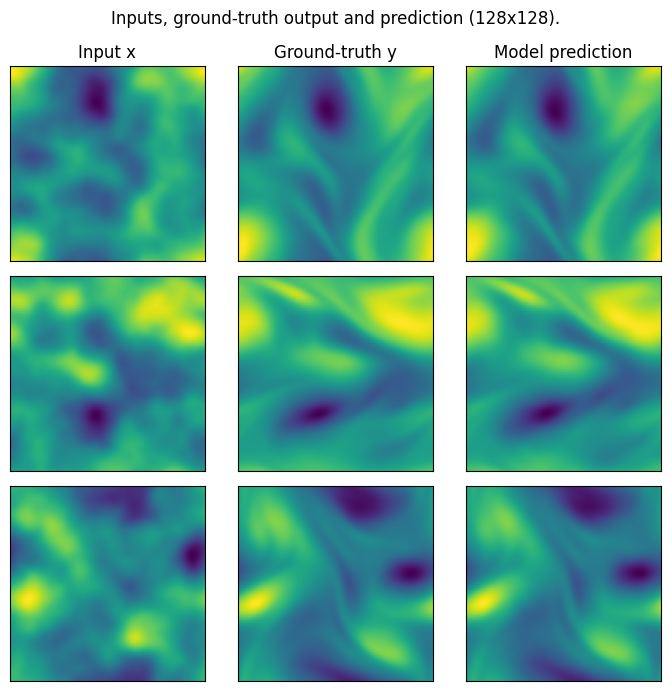 Inputs, ground-truth output and prediction (128x128).
Input x
Ground-truth y
Model prediction